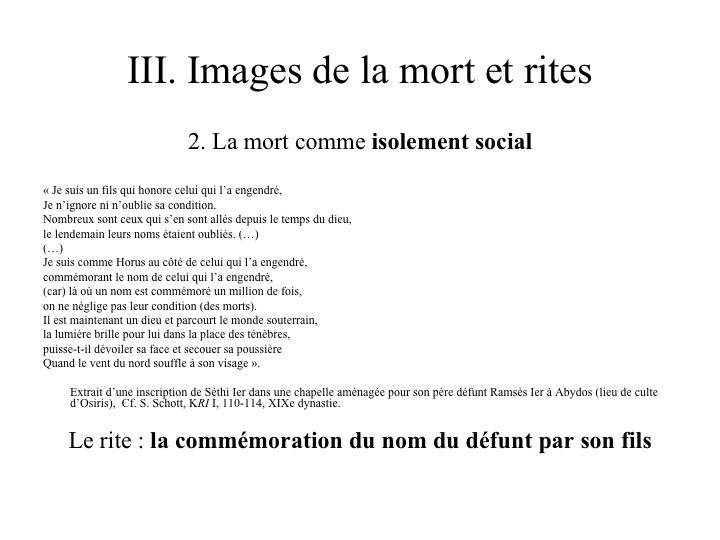 III. Images de la mort et rites
2. La mort comme isolement social
« Je suis un fils qui honore celui qui l’a engendré,
Je n’ignore ni n’oublie sa condition.
Nombreux sont ceux qui s’en sont allés depuis le temps du dieu,
le lendemain leurs noms étaient oubliés. (…)
(…)
Je suis comme Horus au côté de celui qui l’a engendré,
commémorant le nom de celui qui l’a engendré,
(car) là où un nom est commémoré un million de fois,
on ne néglige pas leur condition (des morts).
Il est maintenant un dieu et parcourt le monde souterrain,
la lumière brille pour lui dans la place des ténèbres,
puisse-t-il dévoiler sa face et secouer sa poussière
Quand le vent du nord souffle à son visage ».
Extrait d’une inscription de Séthi Ier dans une chapelle aménagée pour son père défunt Ramsès Ier à Abydos (lieu de culte
d’Osiris), Cf. S. Schott, KRI I, 110-114, XIXe dynastie.
Le rite : la commémoration du nom du défunt par son fils